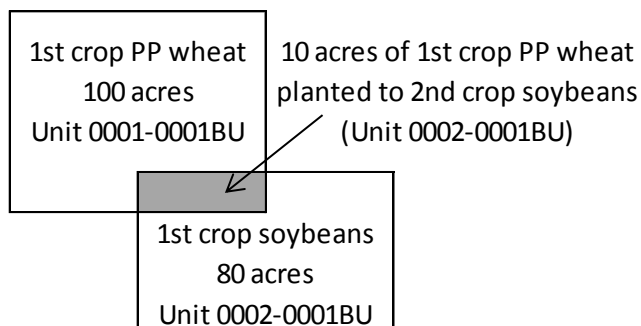 1st crop PP wheat
100 acres
Unit 0001-0001BU
10 acres of 1st crop PP wheat
planted to 2nd crop soybeans
(Unit 0002-0001BU)
1st crop soybeans
80 acres
Unit 0002-0001BU